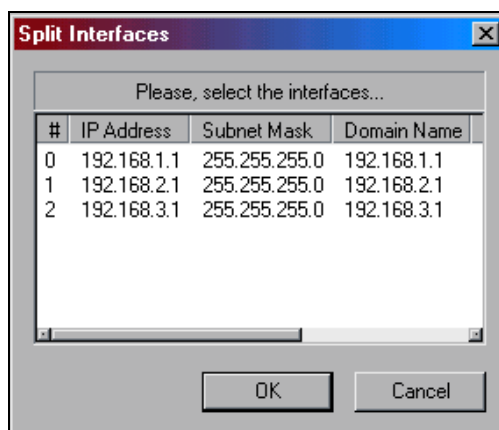 Split Interfaces
Please, select the interfaces...
# IP Address Subnet Mask Domain Name
0 192.168.1.1 255.255.255.0 192.168.1.1
1 192.168.2.1 255.255.255.0 192.168.2.1
2 192.168.3.1 255.255.255.0 192.168.3.1
OK Cancel